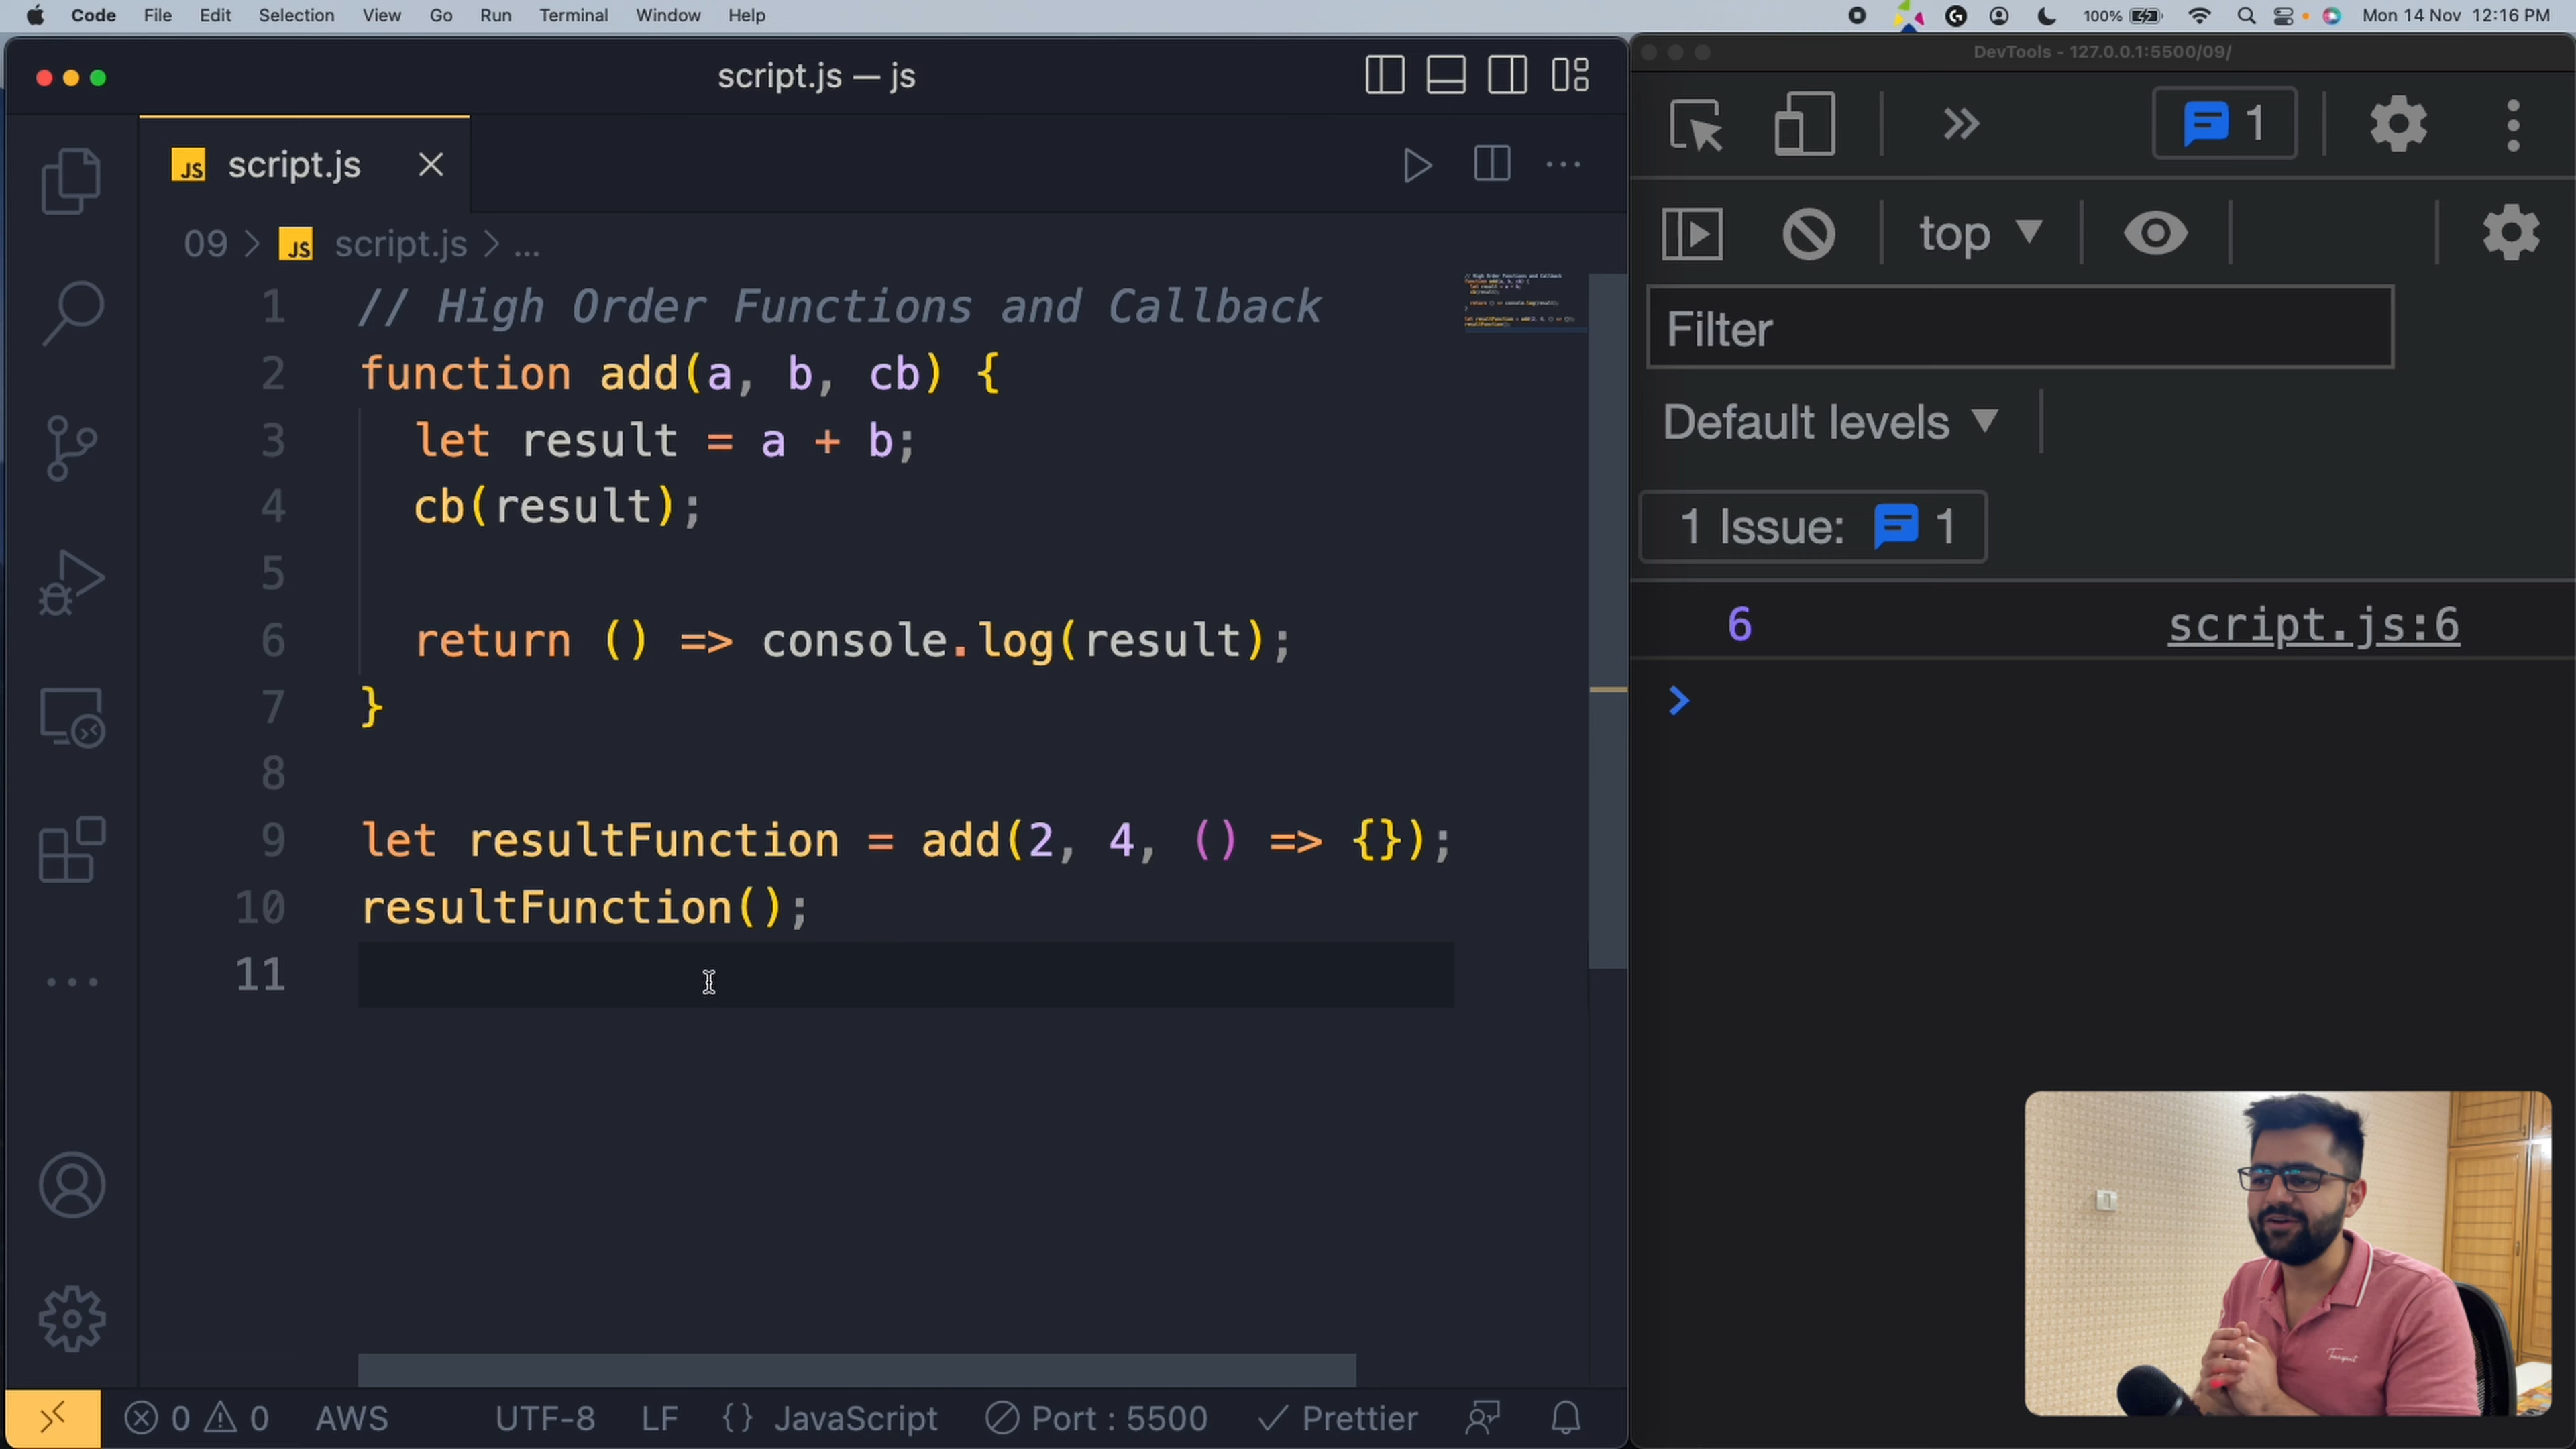 Code File Edit Selection View Go Run Terminal Window Help 100% Mon 14 Nov 12:16 PM
script.js — js
DevTools - 127.0.0.1:5500/09/
JS script.js
1
09 > JS script.js > ...
top
Filter
Default levels
1 Issue: 1
6 script.js:6
1 // High Order Functions and Callback
2 function add(a, b, cb) {
3 let result = a + b;
4 cb(result);
5
6 return () => console.log(result);
7 }
8
9 let resultFunction = add(2, 4, () => {});
10 resultFunction();
11
0 0 AWS UTF-8 LF {} JavaScript Port : 5500 Prettier